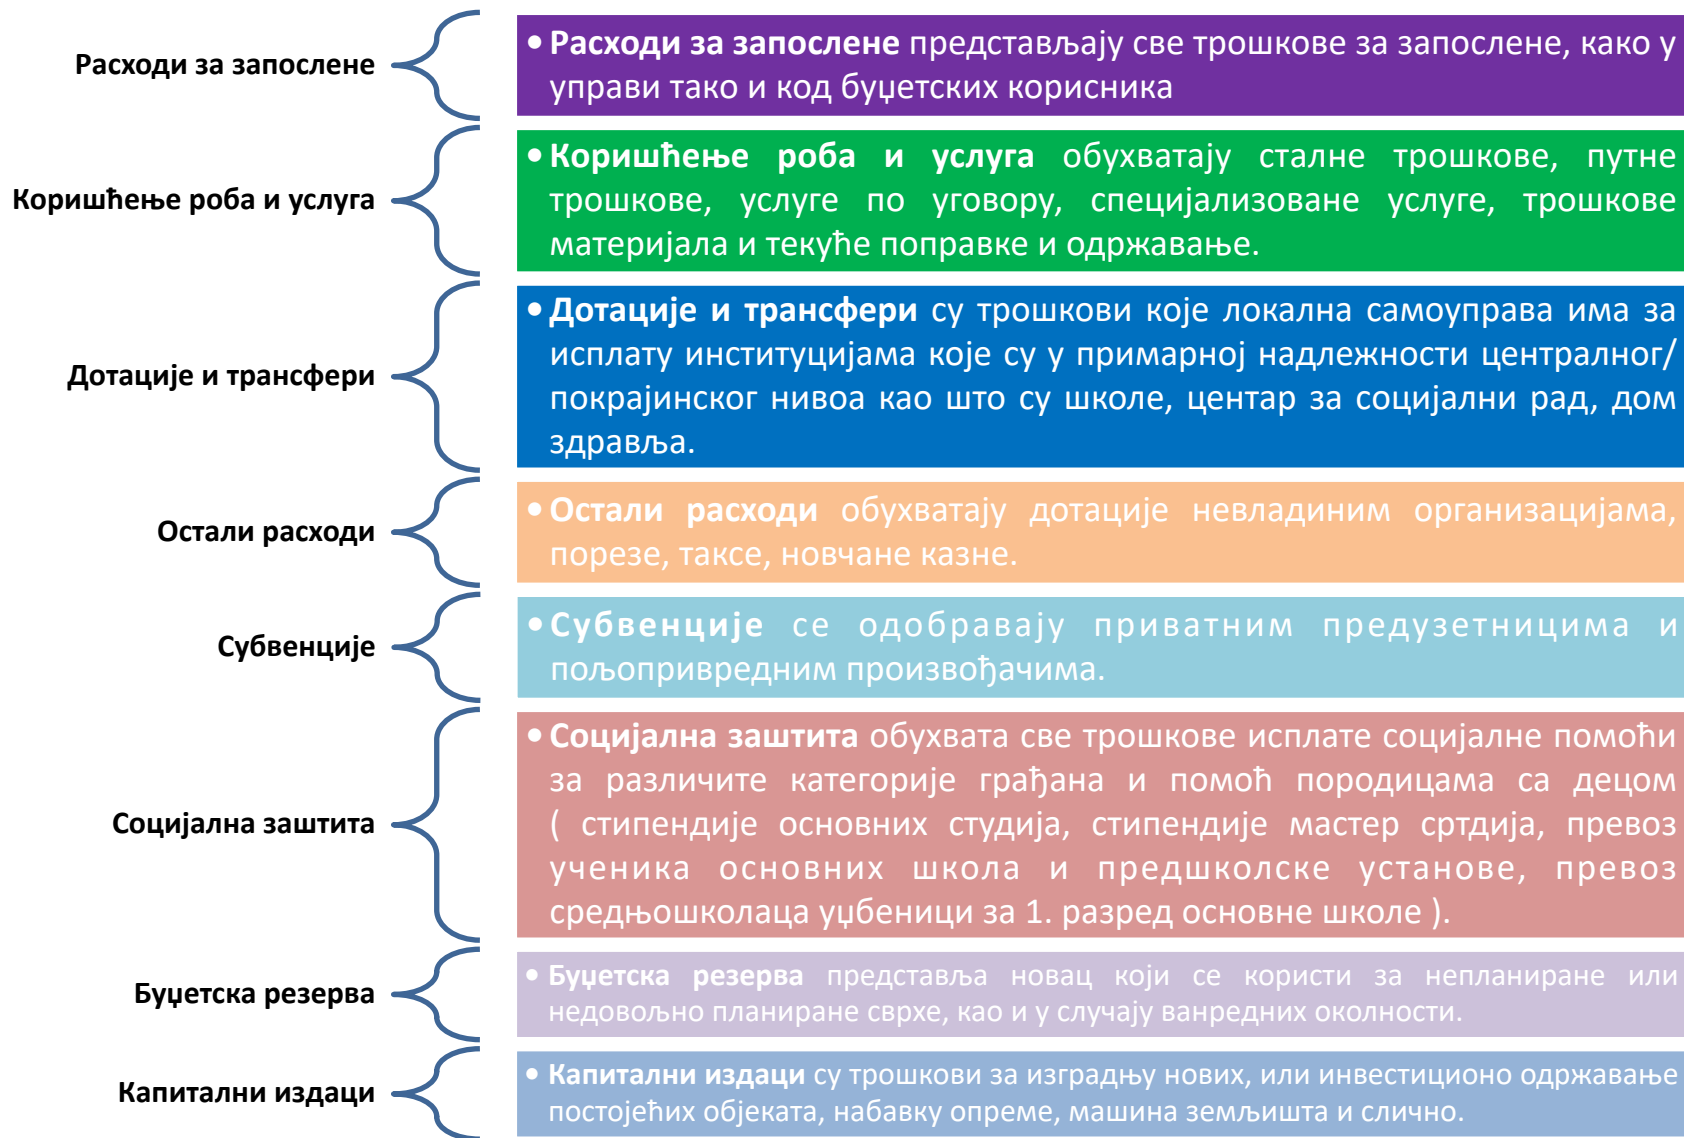 Расходи за запослене
• Расходи за запослене представљају све трошкове за запослене, како у
управи тако и код буџетских корисника
Коришћење роба и услуга
• Коришћење роба и услуга обухватају сталне трошкове, путне
трошкове, услуге по уговору, специјализоване услуге, трошкове
материјала и текуће поправке и одржавање.
Дотације и трансфери
• Дотације и трансфери су трошкови које локална самоуправа има за
исплату институцијама које су у примарној надлежности централног/
покрајинског нивоа као што су школе, центар за социјални рад, дом
здравља.
Остали расходи
• Остали расходи обухватају дотације невладиним организацијама,
порезе, таксе, новчане казне.
Субвенције
• Субвенције се одобравају приватним предузетницима и
пољопривредним произвођачима.
Социјална заштита
• Социјална заштита обухвата све трошкове исплате социјалне помоћи
за различите категорије грађана и помоћ породицама са децом
( стипендије основних студија, стипендије мастер сртдија, превоз
ученика основних школа и предшколске установе, превоз
средњошколаца уџбеници за 1. разред основне школе ).
Буџетска резерва
• Буџетска резерва представља новац који се користи за непланиране или
недовољно планиране сврхе, као и у случају ванредних околности.
Капитални издаци
• Капитални издаци су трошкови за изградњу нових, или инвестиционо одржавање
постојећих објеката, набавку опреме, машина земљишта и слично.